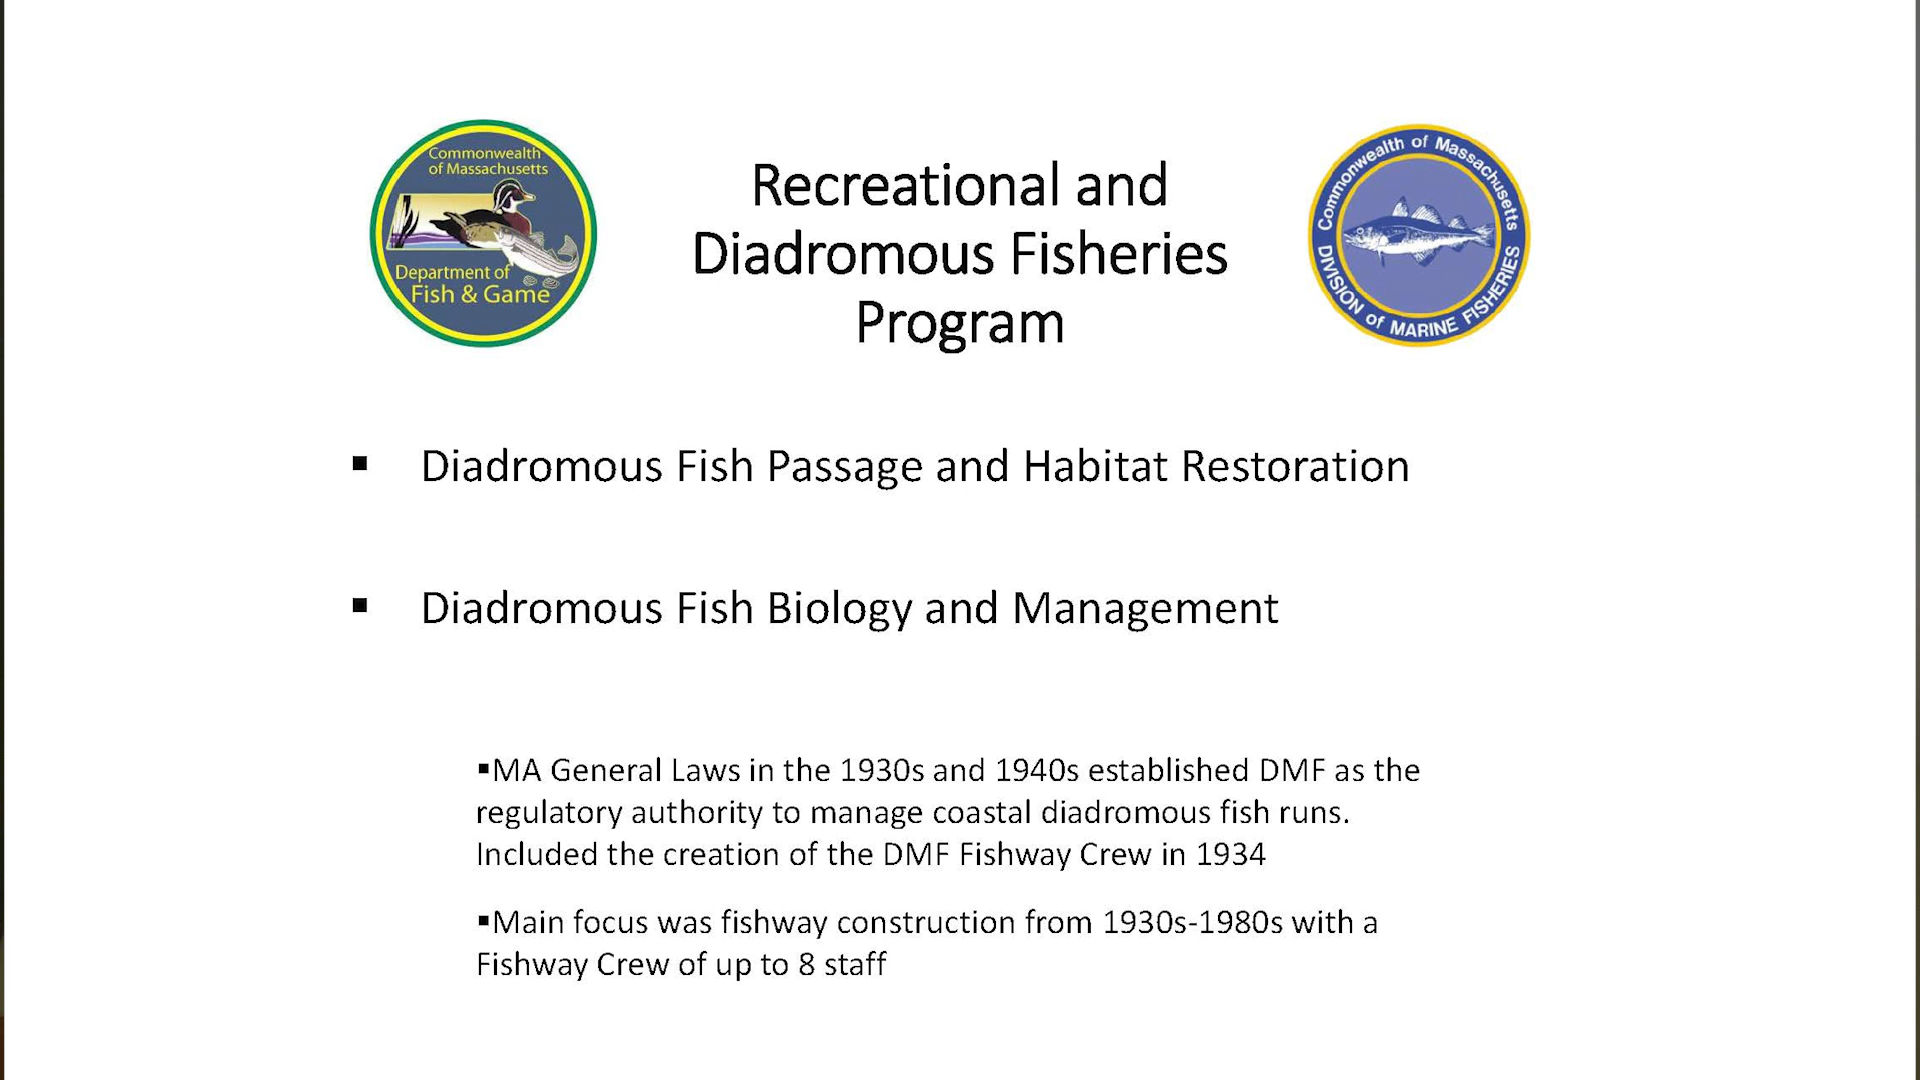 Commonwealth
of Massachusetts
Department of
Fish & Game
Recreational and
Diadromous Fisheries
Program
Commonwealth of Massachusetts
DIVISION of MARINE FISHERIES
▪ Diadromous Fish Passage and Habitat Restoration
▪ Diadromous Fish Biology and Management
▪MA General Laws in the 1930s and 1940s established DMF as the
regulatory authority to manage coastal diadromous fish runs.
Included the creation of the DMF Fishway Crew in 1934
▪Main focus was fishway construction from 1930s-1980s with a
Fishway Crew of up to 8 staff